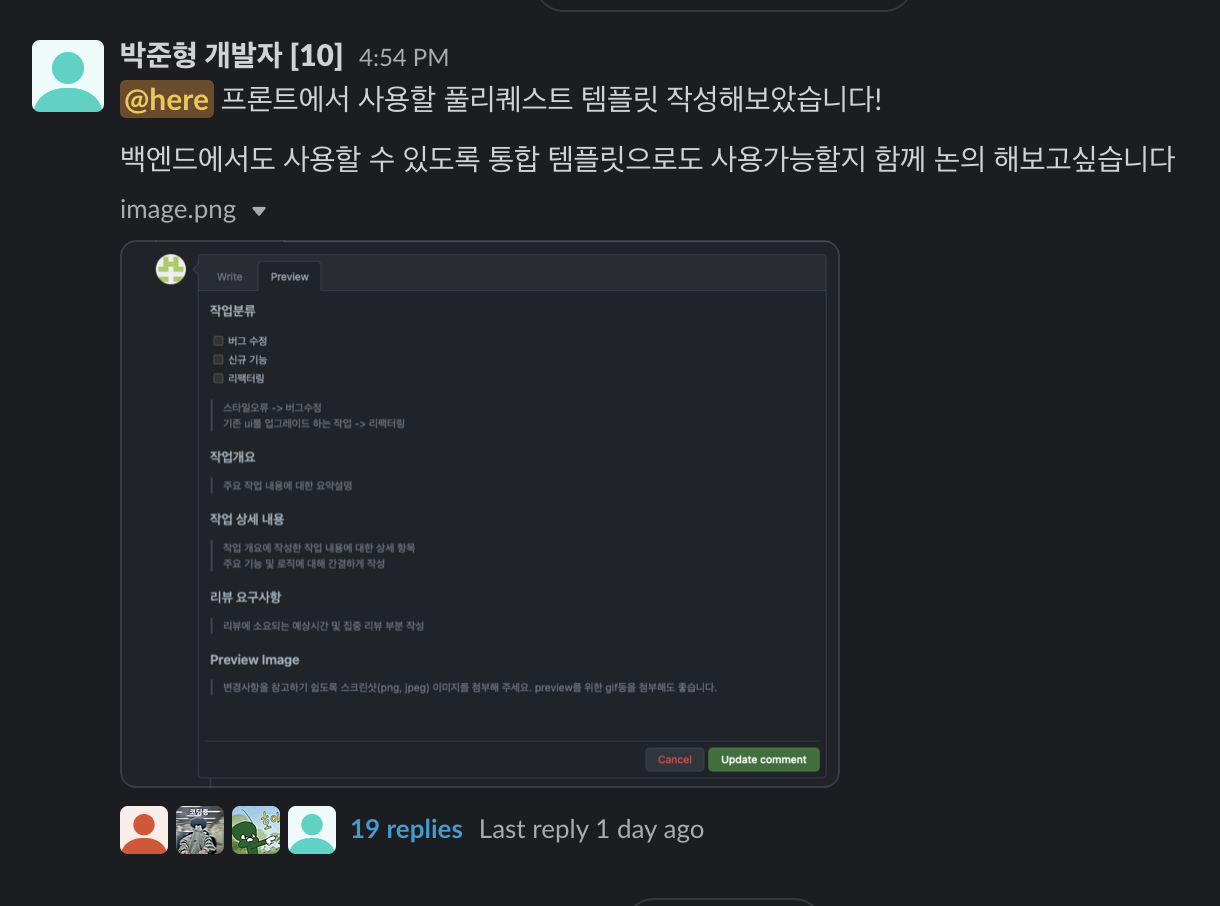 박준형 개발자 [10] 4:54 PM
@here 프론트에서 사용할 풀리퀘스트 템플릿 작성해보았습니다!
백엔드에서도 사용할 수 있도록 통합 템플릿으로도 사용가능할지 함께 논의 해보고싶습니다
image.png
Write Preview
작업분류
버그 수정
신규 기능
리팩터링
스타일오류 -> 버그수정
기존 ui를 업그레이드 하는 작업 -> 리팩터링
작업개요
주요 작업 내용에 대한 요약설명
작업 상세 내용
작업 개요에 작성한 작업 내용에 대한 상세 항목
주요 기능 및 로직에 대해 간결하게 작성
리뷰 요구사항
리뷰에 소요되는 예상시간 및 집중 리뷰 부분 작성
Preview Image
변경사항을 참고하기 쉽도록 스크린샷(png, jpeg) 이미지를 첨부해 주세요. preview를 위한 gif등을 첨부해도 좋습니다.
Cancel Update comment
코딩중
19 replies Last reply 1 day ago